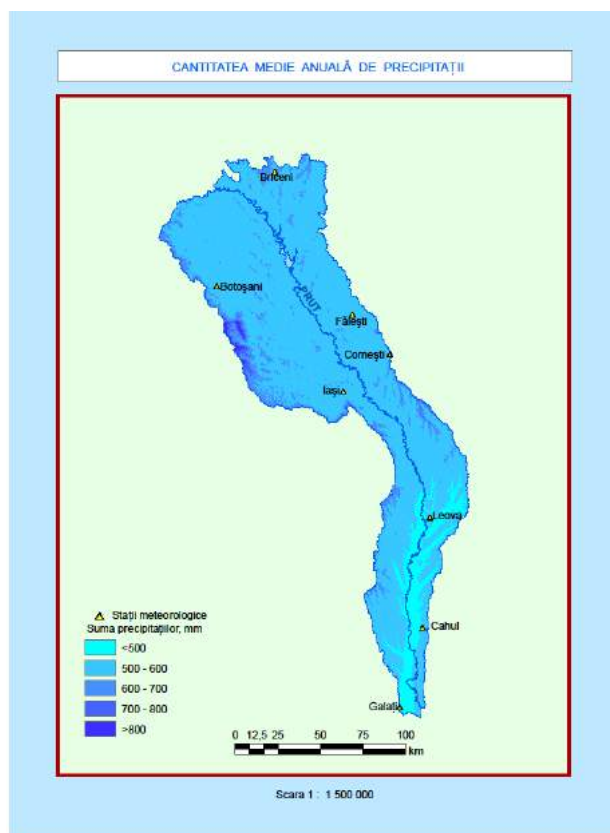 CANTITATEA MEDIE ANUALĂ DE PRECIPITAȚII
Briceni
Botoșani
PRUT
Fălești
Cornești
Iași
Leova
Cahul
Galați
Stații meteorologice
Suma precipitațiilor, mm
<500
500 - 600
600 - 700
700 - 800
>800
0 12,5 25 50 75 100
km
Scara 1 : 1 500 000